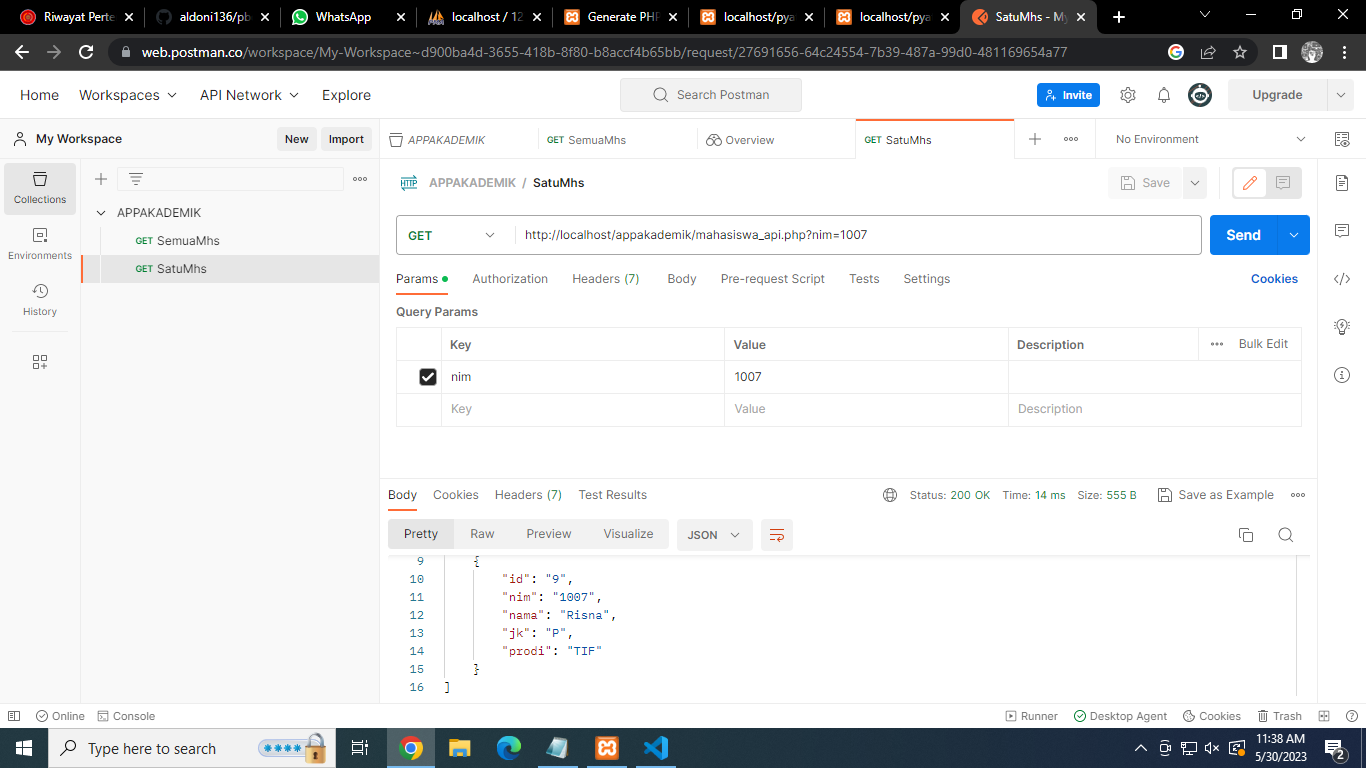 Riwayat Perte
aldoni136/pb
WhatsApp
localhost / 12
Generate PHP
localhost/pya
localhost/pya
SatuMhs - My
web.postman.co/workspace/My-Workspace~d900ba4d-3655-418b-8f80-b8accf4b65bb/request/27691656-64c24554-7b39-487a-99d0-481169654a77
Home Workspaces API Network Explore Search Postman Invite Upgrade
My Workspace New Import
APPAKADEMIK GET SemuaMhs Overview GET SatuMhs No Environment
Collections
Environments
History
APPAKADEMIK
GET SemuaMhs
GET SatuMhs
HTTP APPAKADEMIK / SatuMhs Save
GET http://localhost/appakademik/mahasiswa_api.php?nim=1007 Send
Params Authorization Headers (7) Body Pre-request Script Tests Settings Cookies
Query Params
Key Value Description Bulk Edit
nim 1007
Key Value Description
Body Cookies Headers (7) Test Results Status: 200 OK Time: 14 ms Size: 555 B Save as Example
Pretty Raw Preview Visualize JSON
9 {
10 "id": "9",
11 "nim": "1007",
12 "nama": "Risna",
13 "jk": "P",
14 "prodi": "TIF"
15 }
16 ]
Online Console Runner Desktop Agent Cookies Trash
Type here to search
11:38 AM
5/30/2023
2